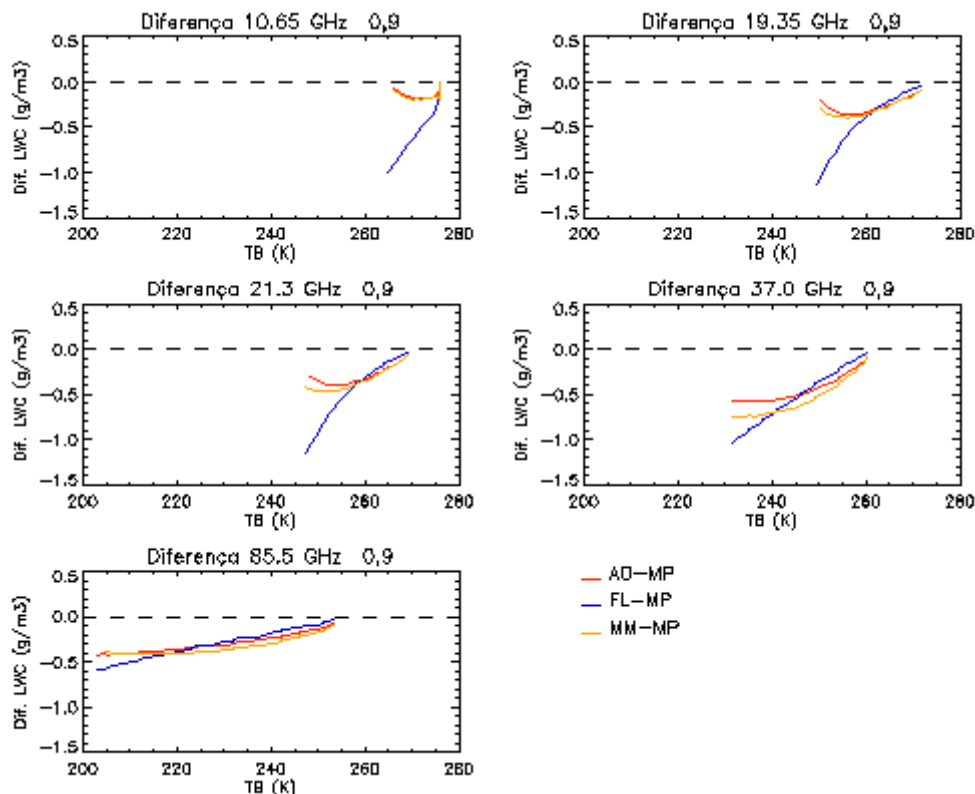 Diferença 10.65 GHz 0,9
0.5
0.0
−0.5
−1.0
−1.5
Dif. LWC (g/m3)
200 220 240 260 280
TB (K)
Diferença 19.35 GHz 0,9
0.5
0.0
−0.5
−1.0
−1.5
Dif. LWC (g/m3)
200 220 240 260 280
TB (K)
Diferença 21.3 GHz 0,9
0.5
0.0
−0.5
−1.0
−1.5
Dif. LWC (g/m3)
200 220 240 260 280
TB (K)
Diferença 37.0 GHz 0,9
0.5
0.0
−0.5
−1.0
−1.5
Dif. LWC (g/m3)
200 220 240 260 280
TB (K)
Diferença 85.5 GHz 0,9
0.5
0.0
−0.5
−1.0
−1.5
Dif. LWC (g/m3)
200 220 240 260 280
TB (K)
AO−MP
FL−MP
MM−MP